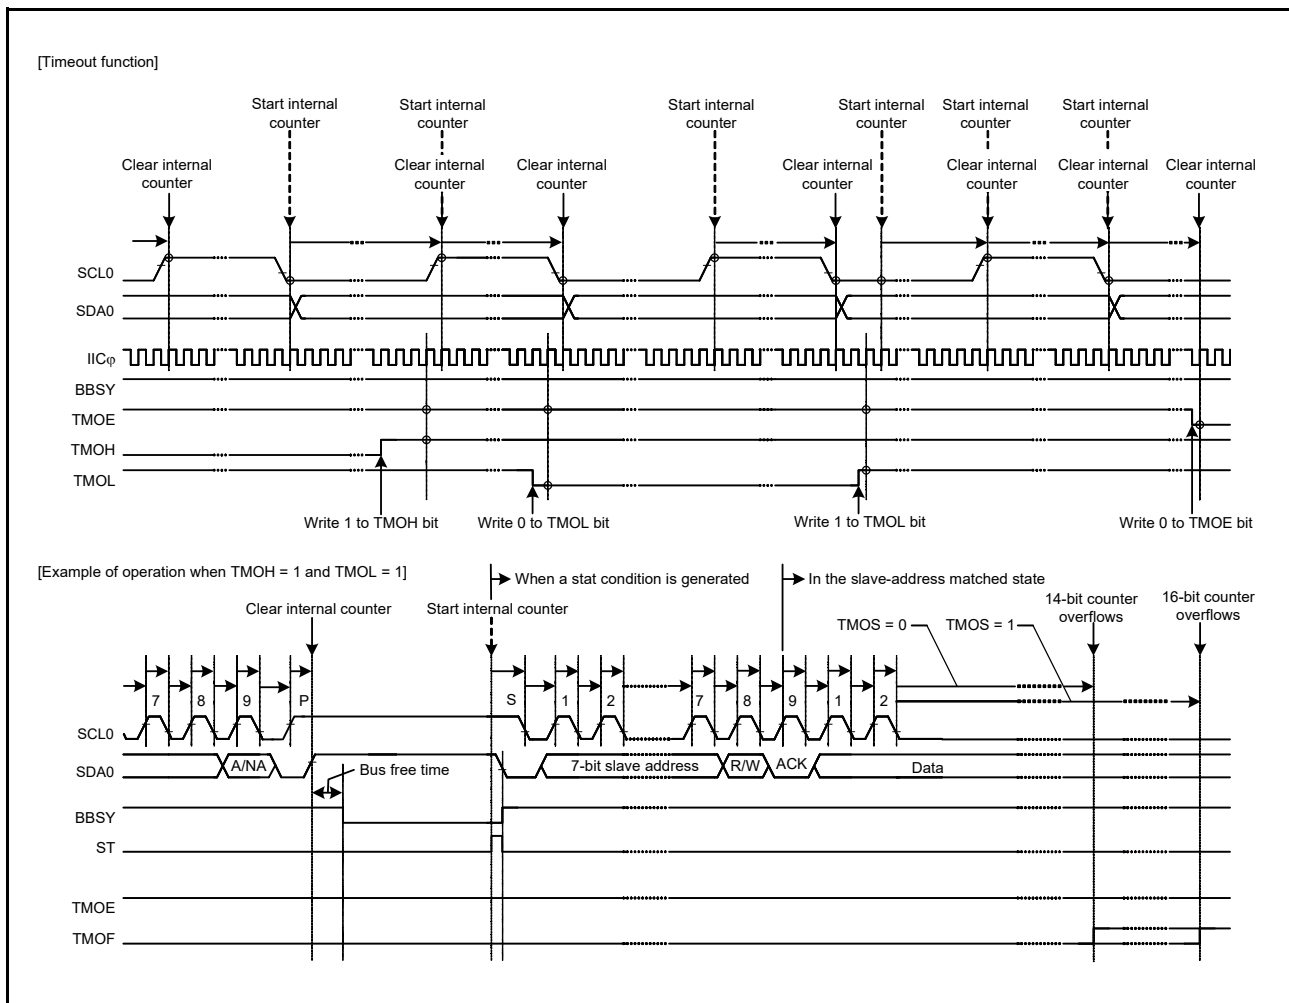 [Timeout function]
Start internal
counter
Start internal
counter
Start internal
counter
Start internal
counter
Start internal
counter
Start internal
counter
Clear internal
counter
Clear internal
counter
Clear internal
counter
Clear internal
counter
Clear internal
counter
Clear internal
counter
Clear internal
counter
SCL0
SDA0
IICφ
BBSY
TMOE
TMOH
TMOL
Write 1 to TMOH bit
Write 0 to TMOL bit
Write 1 to TMOL bit
Write 0 to TMOE bit
[Example of operation when TMOH = 1 and TMOL = 1]
When a stat condition is generated
In the slave-address matched state
Clear internal counter
Start internal counter
14-bit counter
overflows
16-bit counter
overflows
TMOS = 0
TMOS = 1
7 8 9 P S 1 2 7 8 9 1 2
SCL0
SDA0
A/NA
Bus free time
7-bit slave address
R/W
ACK
Data
BBSY
ST
TMOE
TMOF